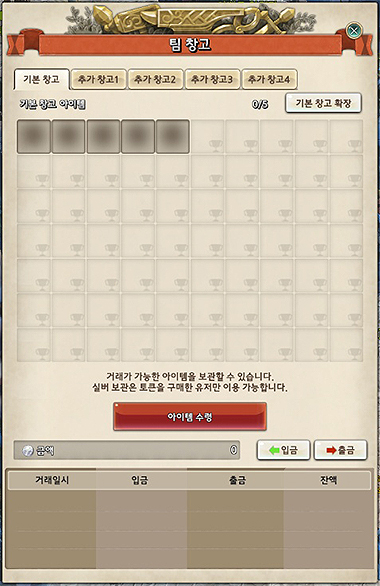 팀 창고
기본 창고 추가 창고1 추가 창고2 추가 창고3 추가 창고4
기본 창고 아이템 0/5 기본 창고 확장
거래가 가능한 아이템을 보관할 수 있습니다.
실버 보관은 토큰을 구매한 유저만 이용 가능합니다.
아이템 수령
금액 0 입금 출금
거래일시 입금 출금 잔액